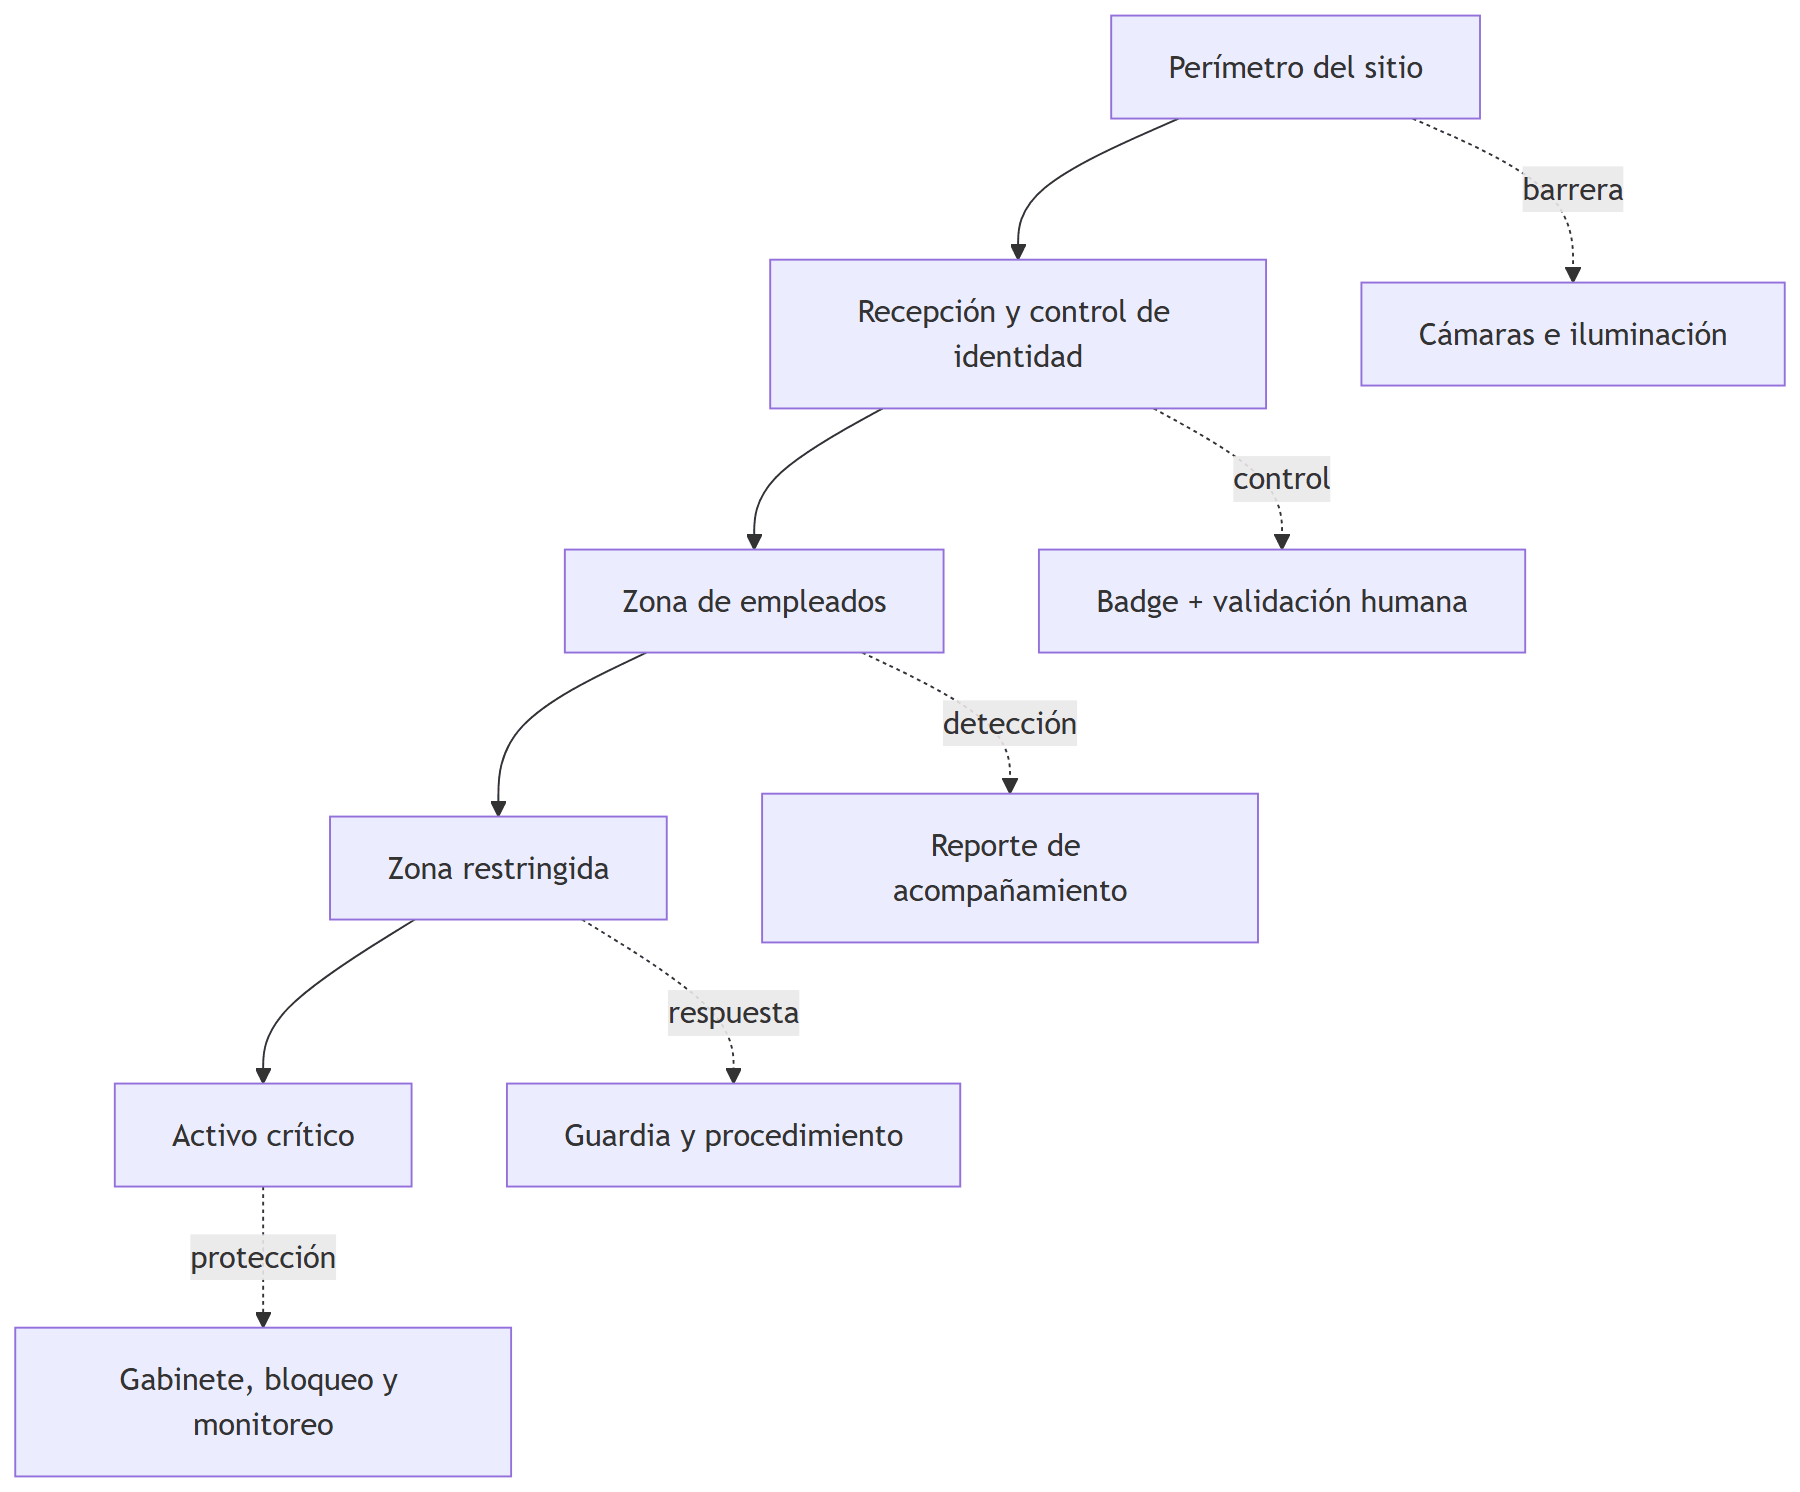 Perímetro del sitio
barrera
Recepción y control de
identidad
Cámaras e iluminación
control
Zona de empleados
Badge + validación humana
detección
Zona restringida
Reporte de
acompañamiento
respuesta
Activo crítico
Guardia y procedimiento
protección
Gabinete, bloqueo y
monitoreo